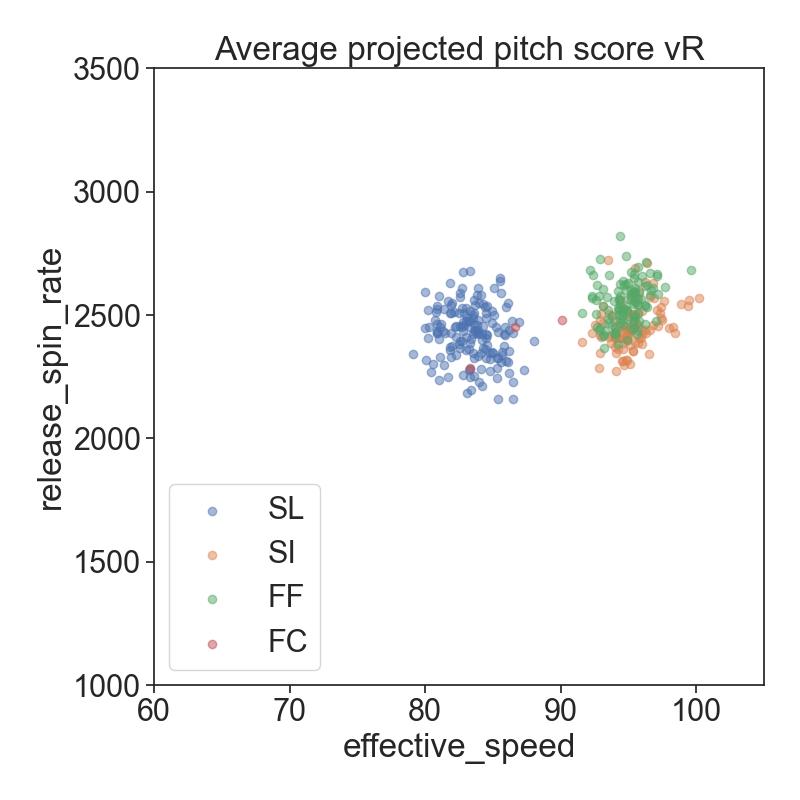 Average projected pitch score vR
3500
3000
2500
2000
1500
1000
release_spin_rate
SL
SI
FF
FC
60 70 80 90 100
effective_speed